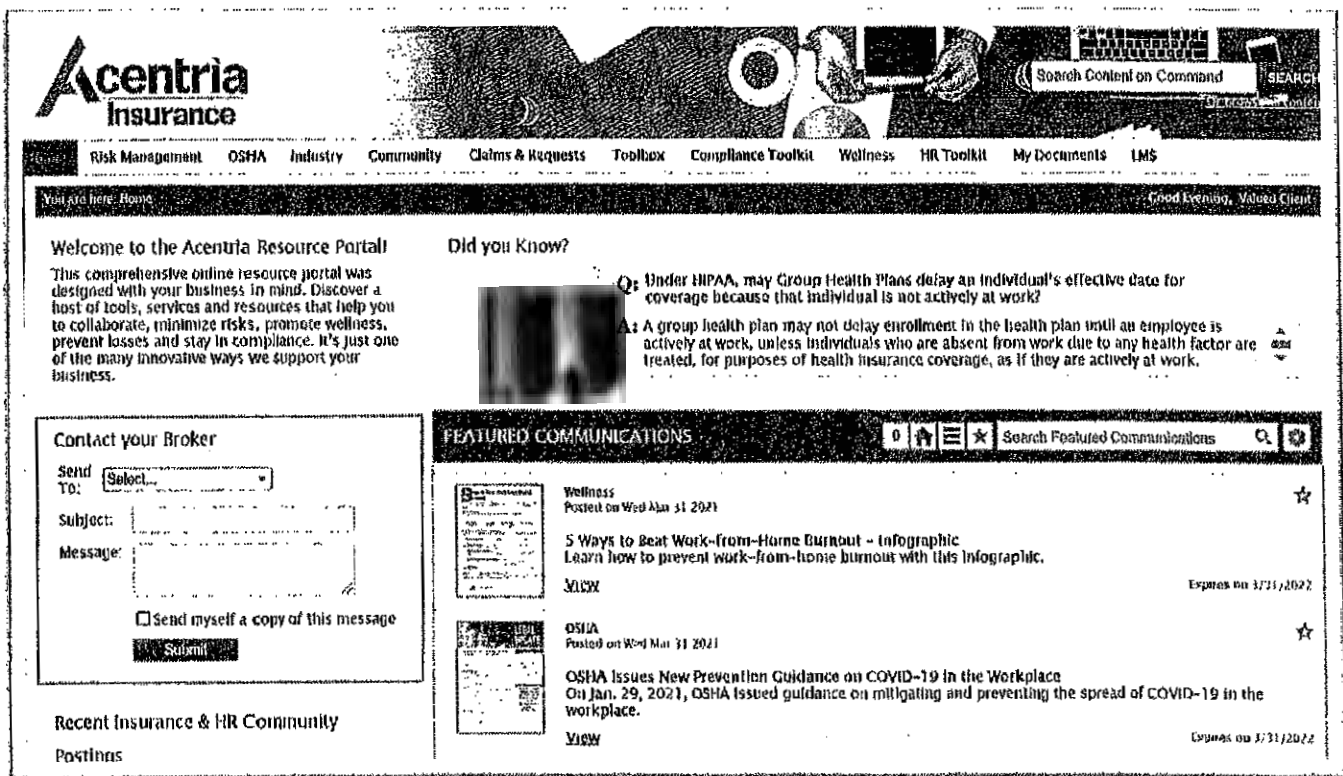 Acentria
Insurance
Search Content on Command
SEARCH
Risk Management OSHA Industry Community Claims & Requests Toolbox Compliance Toolkit Wellness HR Toolkit My Documents LMS
You are here: Home
Good Evening, Valued Client
Welcome to the Acentria Resource Portal!
This comprehensive online resource portal was
designed with your business in mind. Discover a
host of tools, services and resources that help you
to collaborate, minimize risks, promote wellness,
prevent losses and stay in compliance. It's just one
of the many innovative ways we support your
business.
Did you Know?
Q: Under HIPAA, may Group Health Plans delay an individual's effective date for
coverage because that individual is not actively at work?
A: A group health plan may not delay enrollment in the health plan until an employee is
actively at work, unless individuals who are absent from work due to any health factor are
treated, for purposes of health insurance coverage, as if they are actively at work.
Contact your Broker
Send
To:
Select...
Subject:
Message:
Send myself a copy of this message
Submit
Recent Insurance & HR Community
Postings
FEATURED COMMUNICATIONS
0
Search Featured Communications
Wellness
Posted on Wed Mar 31 2021
5 Ways to Beat Work-from-Home Burnout - Infographic
Learn how to prevent work-from-home burnout with this infographic.
View
Expires on 3/31/2022
OSHA
Posted on Wed Mar 31 2021
OSHA Issues New Prevention Guidance on COVID-19 in the Workplace
On Jan. 29, 2021, OSHA issued guidance on mitigating and preventing the spread of COVID-19 in the
workplace.
View
Expires on 3/31/2022